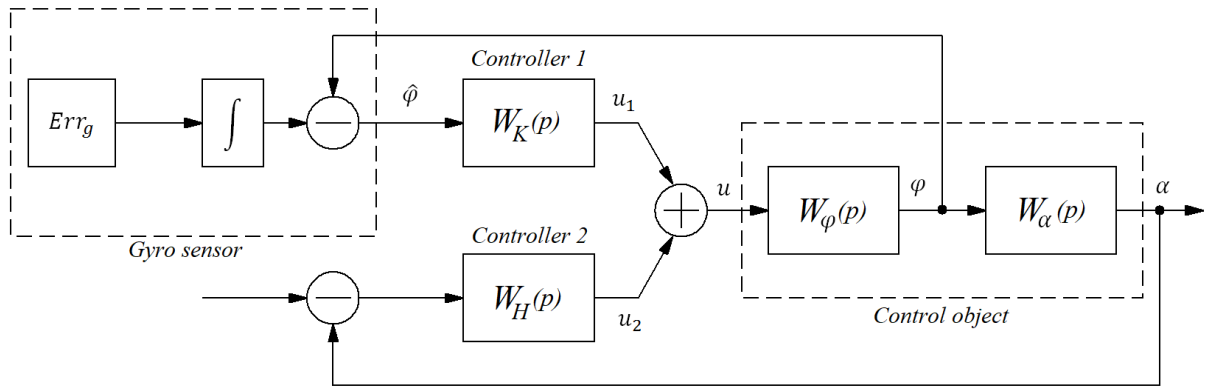 Controller 1
Err_g
∫
φ̂
W_K(p)
u₁
Gyro sensor
Controller 2
u
W_φ(p)
φ
W_α(p)
α
W_H(p)
u₂
Control object